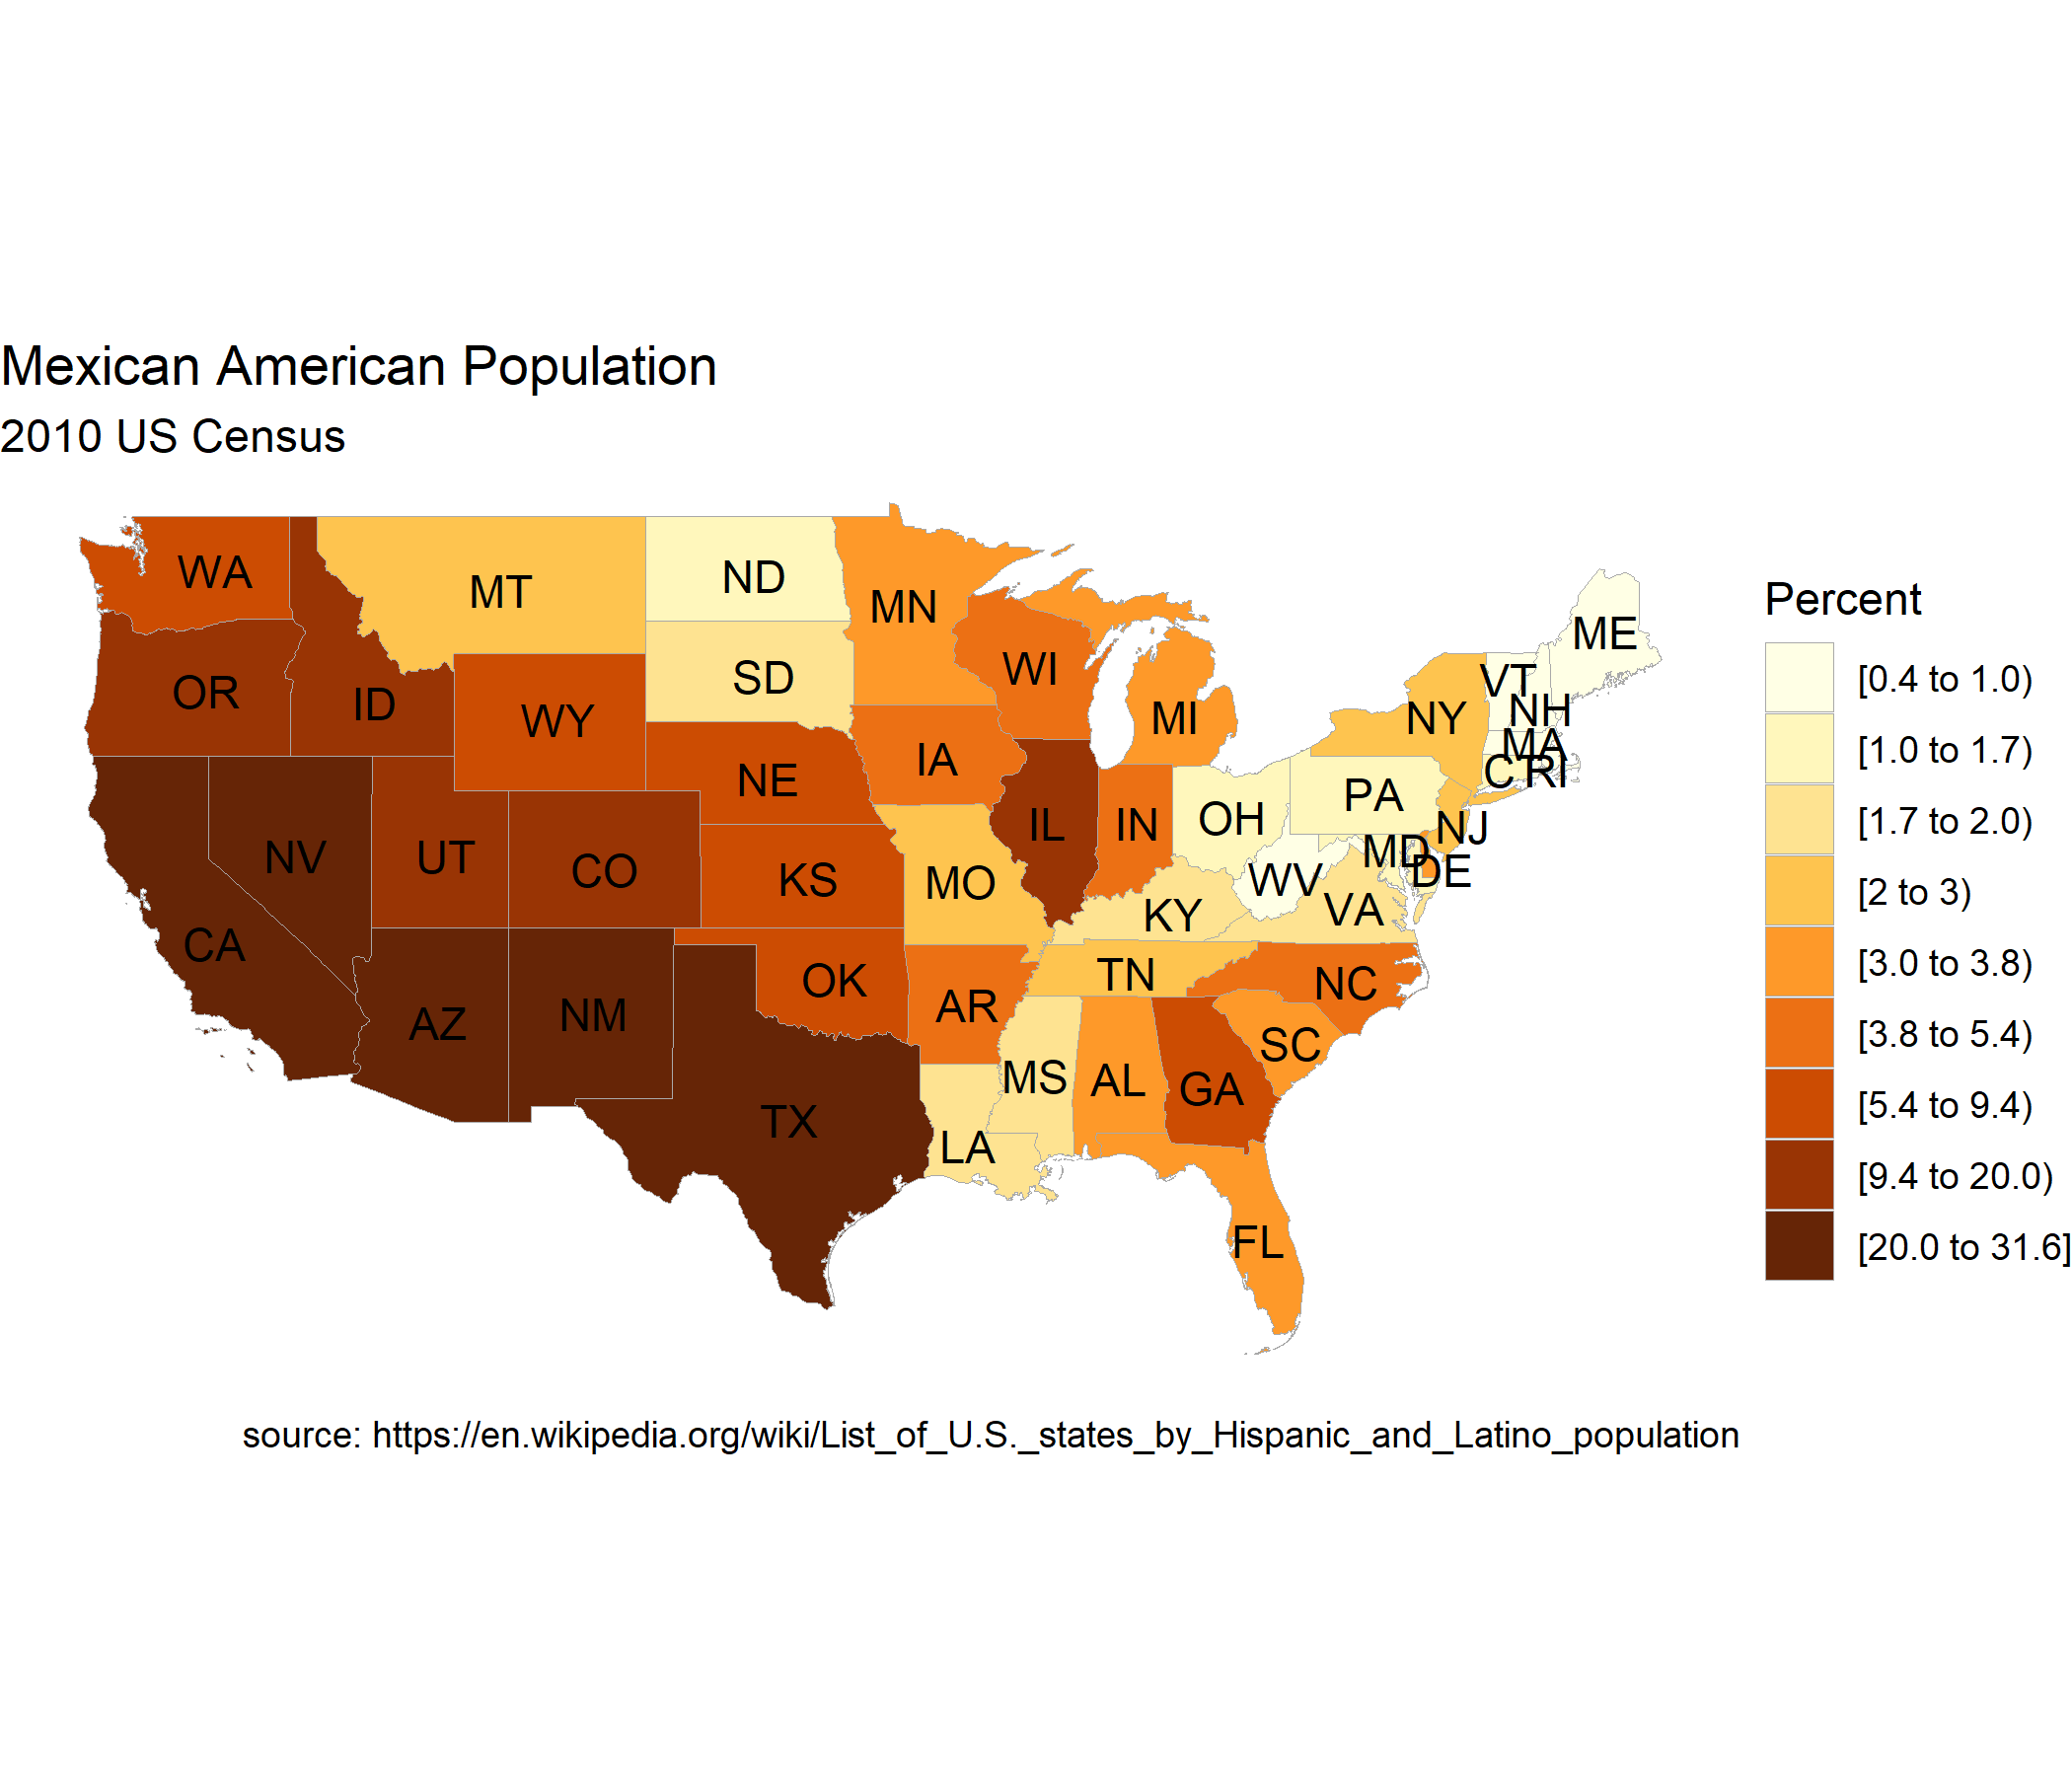 Mexican American Population
2010 US Census
WA
MT
ND
MN
ME
OR
ID
WY
SD
WI
MI
NY
VT
NH
MA
C
RI
NE
IA
IL
IN
OH
PA
NJ
MD
DE
NV
UT
CO
KS
MO
KY
WV
VA
CA
AZ
NM
OK
AR
TN
NC
TX
LA
MS
AL
GA
SC
FL
Percent
[0.4 to 1.0)
[1.0 to 1.7)
[1.7 to 2.0)
[2 to 3)
[3.0 to 3.8)
[3.8 to 5.4)
[5.4 to 9.4)
[9.4 to 20.0)
[20.0 to 31.6]
source: https://en.wikipedia.org/wiki/List_of_U.S._states_by_Hispanic_and_Latino_population